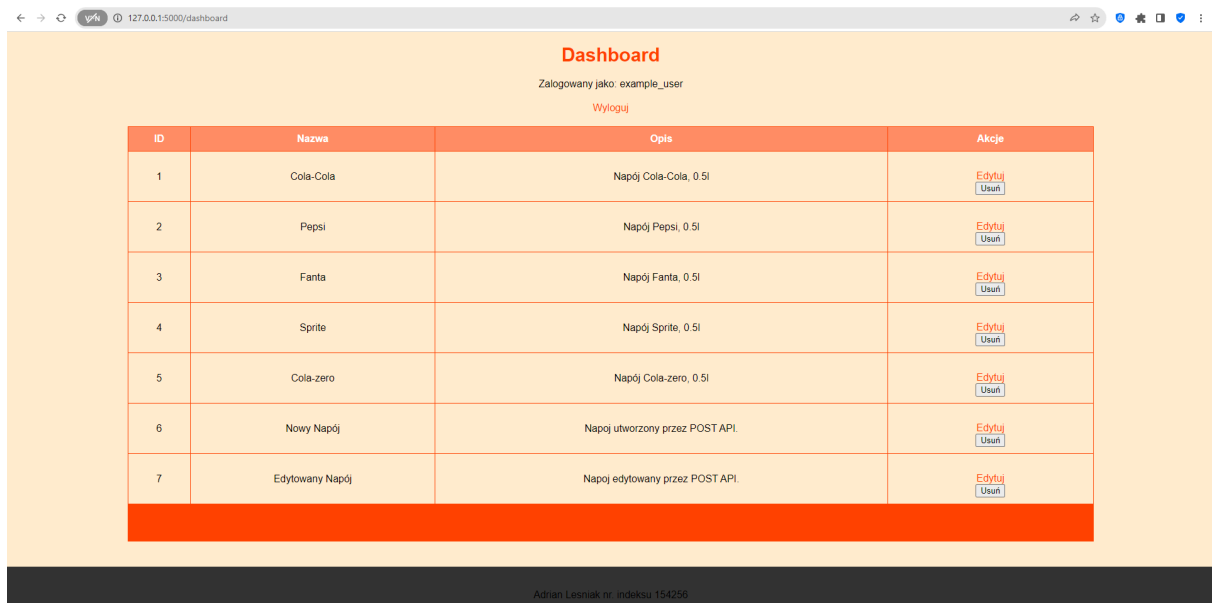 VPN 127.0.0.1:5000/dashboard
Dashboard
Zalogowany jako: example_user
Wyloguj
ID Nazwa Opis Akcje
1 Cola-Cola Napój Cola-Cola, 0.5l Edytuj
Usuń
2 Pepsi Napój Pepsi, 0.5l Edytuj
Usuń
3 Fanta Napój Fanta, 0.5l Edytuj
Usuń
4 Sprite Napój Sprite, 0.5l Edytuj
Usuń
5 Cola-zero Napój Cola-zero, 0.5l Edytuj
Usuń
6 Nowy Napój Napoj utworzony przez POST API. Edytuj
Usuń
7 Edytowany Napój Napoj edytowany przez POST API. Edytuj
Usuń
Adrian Lesniak nr. indeksu 154256